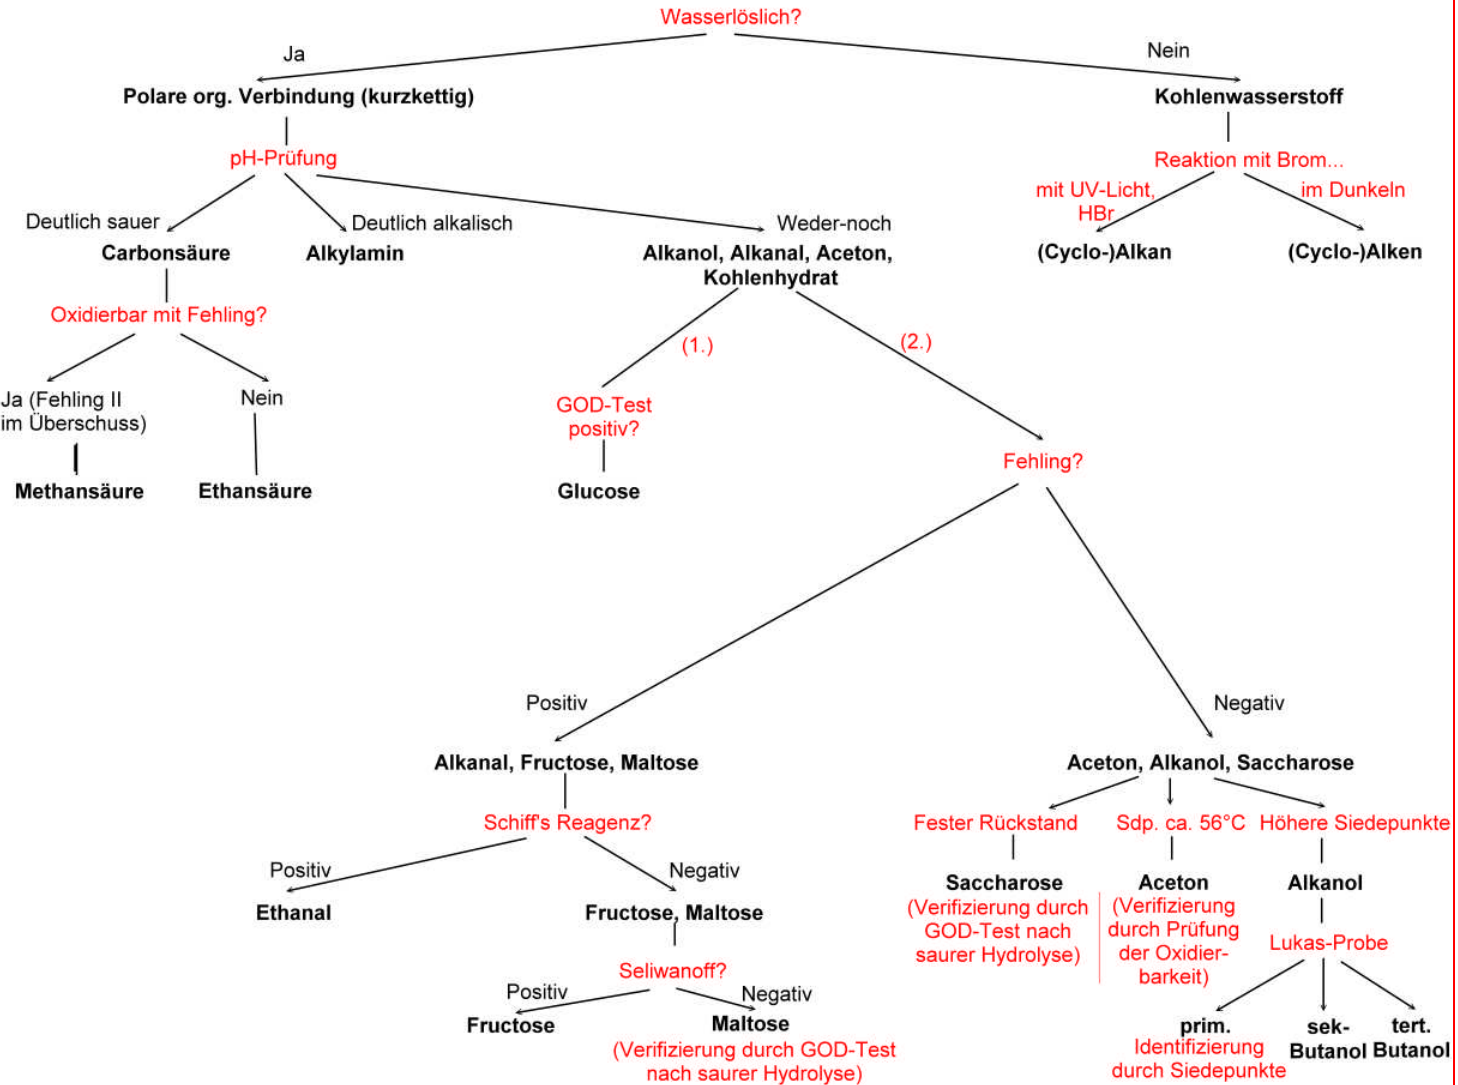 Wasserlöslich?
Ja
Nein
Polare org. Verbindung (kurzkettig)
Kohlenwasserstoff
pH-Prüfung
Reaktion mit Brom...
mit UV-Licht,
HBr
im Dunkeln
Deutlich sauer
Deutlich alkalisch
Weder-noch
Carbonsäure
Alkylamin
Alkanol, Alkanal, Aceton,
Kohlenhydrat
(Cyclo-)Alkan
(Cyclo-)Alken
Oxidierbar mit Fehling?
(1.)
(2.)
Ja (Fehling II
im Überschuss)
Nein
GOD-Test
positiv?
Fehling?
Methansäure
Ethansäure
Glucose
Positiv
Negativ
Alkanal, Fructose, Maltose
Aceton, Alkanol, Saccharose
Schiff's Reagenz?
Fester Rückstand
Sdp. ca. 56°C
Höhere Siedepunkte
Positiv
Negativ
Ethanal
Fructose, Maltose
Saccharose
(Verifizierung durch
GOD-Test nach
saurer Hydrolyse)
Aceton
(Verifizierung
durch Prüfung
der Oxidier-
barkeit)
Alkanol
Lukas-Probe
Seliwanoff?
Positiv
Negativ
Fructose
Maltose
(Verifizierung durch GOD-Test
nach saurer Hydrolyse)
prim.
Identifizierung
durch Siedepunkte
sek-
Butanol
tert.
Butanol